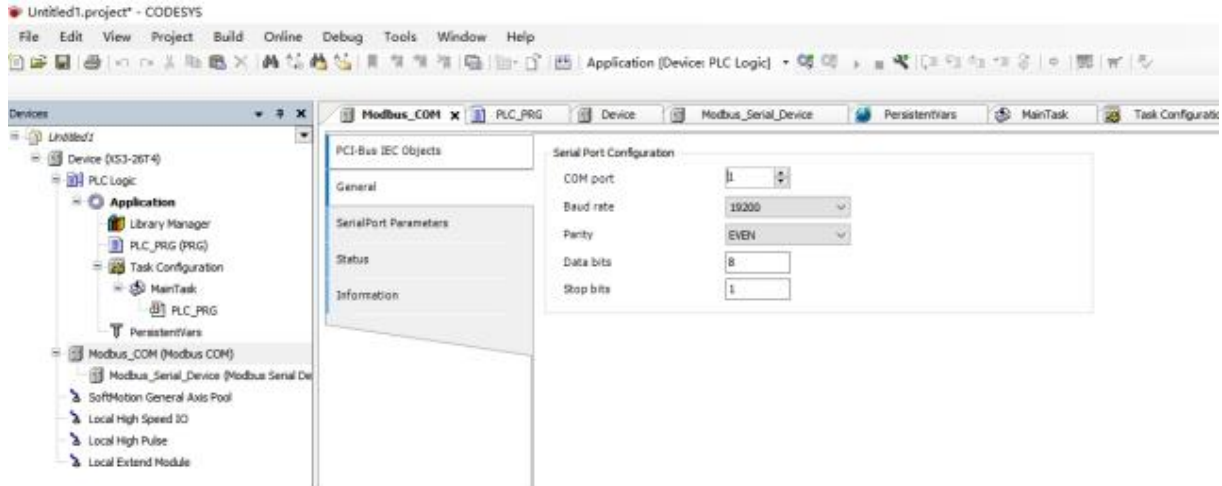 Untitled1.project* - CODESYS
File Edit View Project Build Online Debug Tools Window Help
Application [Device: PLC Logic]
Devices
Modbus_COM x PLC_PRG Device Modbus_Serial_Device PersistentVars MainTask Task Configuratio
Untitled1
Device (XS3-26T4)
PLC Logic
Application
Library Manager
PLC_PRG (PRG)
Task Configuration
MainTask
PLC_PRG
PersistentVars
Modbus_COM (Modbus COM)
Modbus_Serial_Device (Modbus Serial De
SoftMotion General Axis Pool
Local High Speed IO
Local High Pulse
Local Extend Module
PCI-Bus IEC Objects
General
SerialPort Parameters
Status
Information
Serial Port Configuration
COM port 1
Baud rate 19200
Parity EVEN
Data bits 8
Stop bits 1